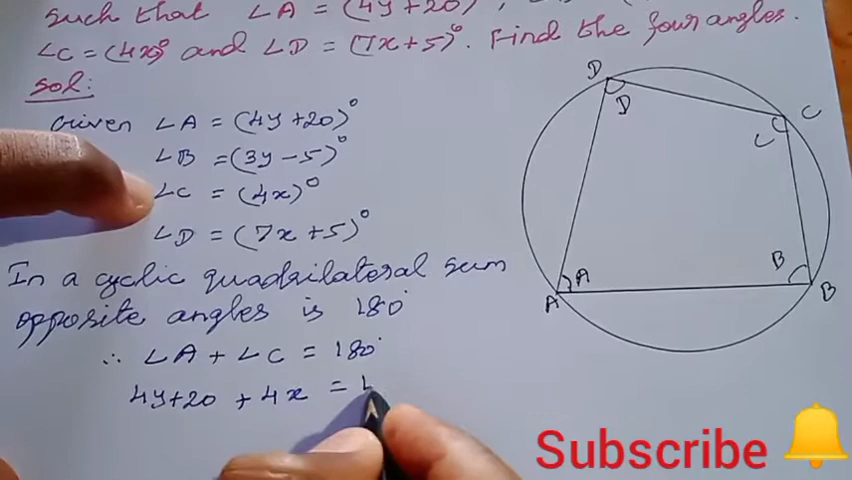 such that ∠A = (4y+20)°,
∠C = (4x)° and ∠D = (7x+5)°. Find the four angles.
Sol:
Given ∠A = (4y+20)°
∠B = (3y-5)°
∠C = (4x)°
∠D = (7x+5)°
In a cyclic quadrilateral sum
opposite angles is 180°
∴ ∠A + ∠C = 180°
4y+20 + 4x = 1
D
D
C
C
A
A
B
B
Subscribe